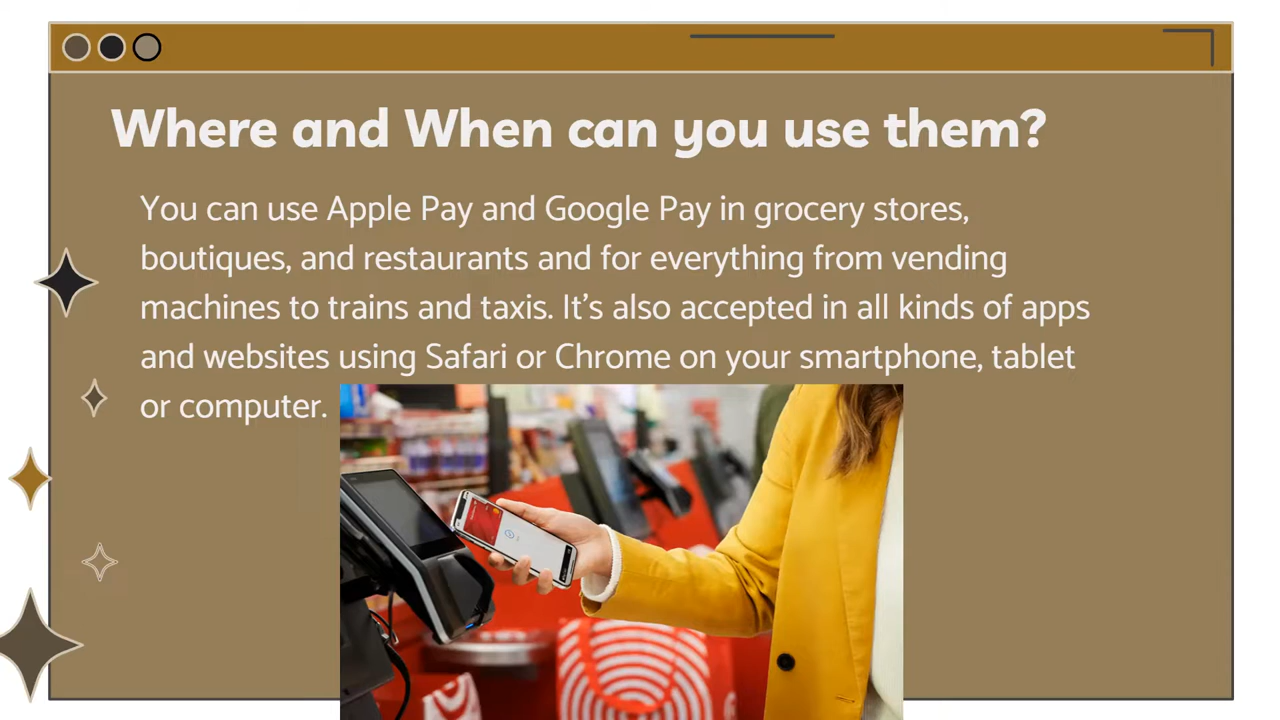 Where and When can you use them?
You can use Apple Pay and Google Pay in grocery stores,
boutiques, and restaurants and for everything from vending
machines to trains and taxis. It's also accepted in all kinds of apps
and websites using Safari or Chrome on your smartphone, tablet
or computer.